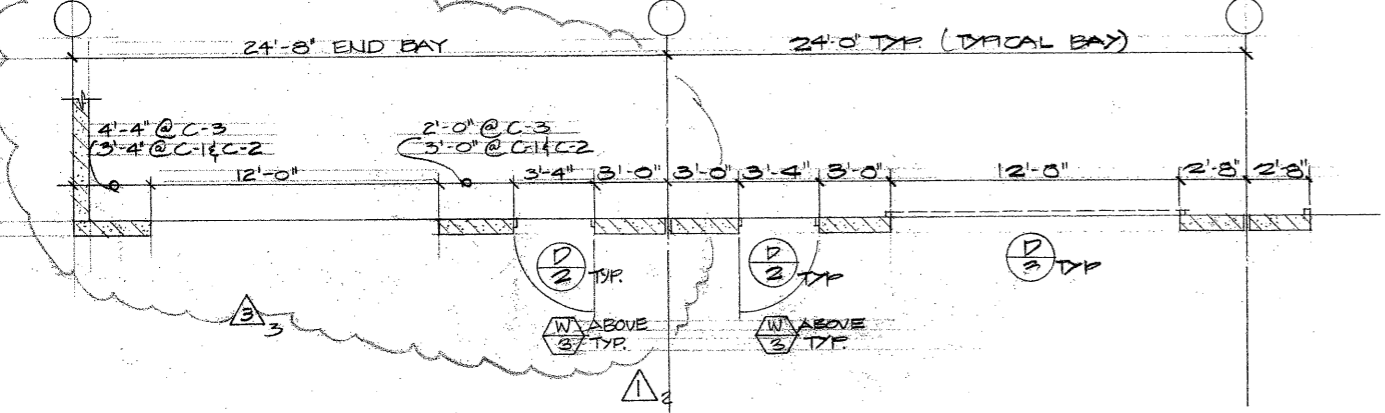 24'-8" END BAY
24'-0" TYP. (TYPICAL BAY)
4'-4" @ C-3
3'-4" @ C-1 & C-2
2'-0" @ C-3
3'-0" @ C-1 & C-2
12'-0"
3'-4"
3'-0"
3'-0"
3'-4"
3'-0"
12'-8"
2'-8"
2'-8"
D
2
TYP.
D
2
TYP
D
3
TYP
W
3
ABOVE
TYP.
W
3
ABOVE
TYP.
3
3
1
2